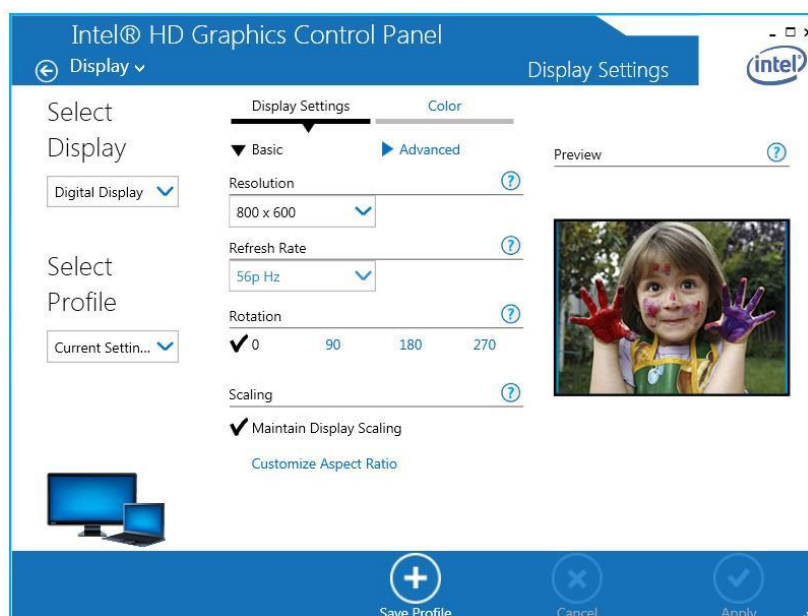 Intel® HD Graphics Control Panel
Display
Display Settings
intel
Select
Display
Digital Display
Select
Profile
Current Settin...
Display Settings
Color
Basic
Advanced
Resolution
?
800 x 600
Refresh Rate
?
56p Hz
Rotation
?
0 90 180 270
Scaling
?
Maintain Display Scaling
Customize Aspect Ratio
Preview
?
Save Profile
Cancel
Apply